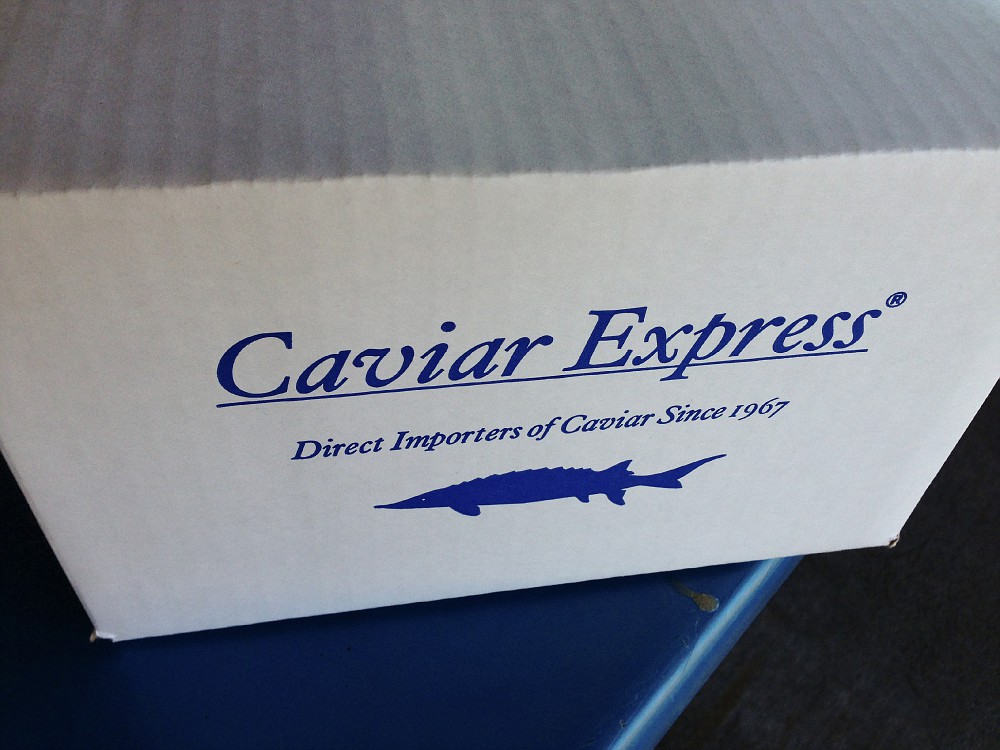 Caviar Express®
Direct Importers of Caviar Since 1967